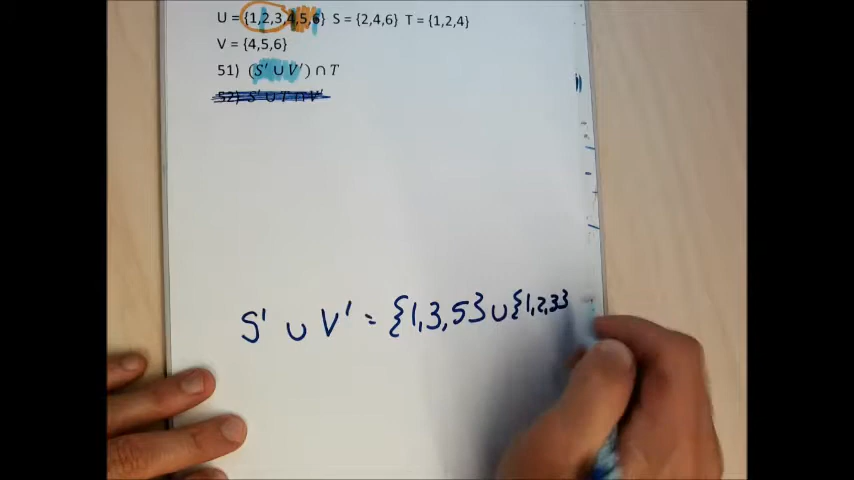 U = {1,2,3,4,5,6} S = {2,4,6} T = {1,2,4}
V = {4,5,6}
51) (S′ ∪ V′) ∩ T
52) S′ ∪ T ∩ V′
S' ∪ V' = {1,3,5} ∪ {1,2,3}